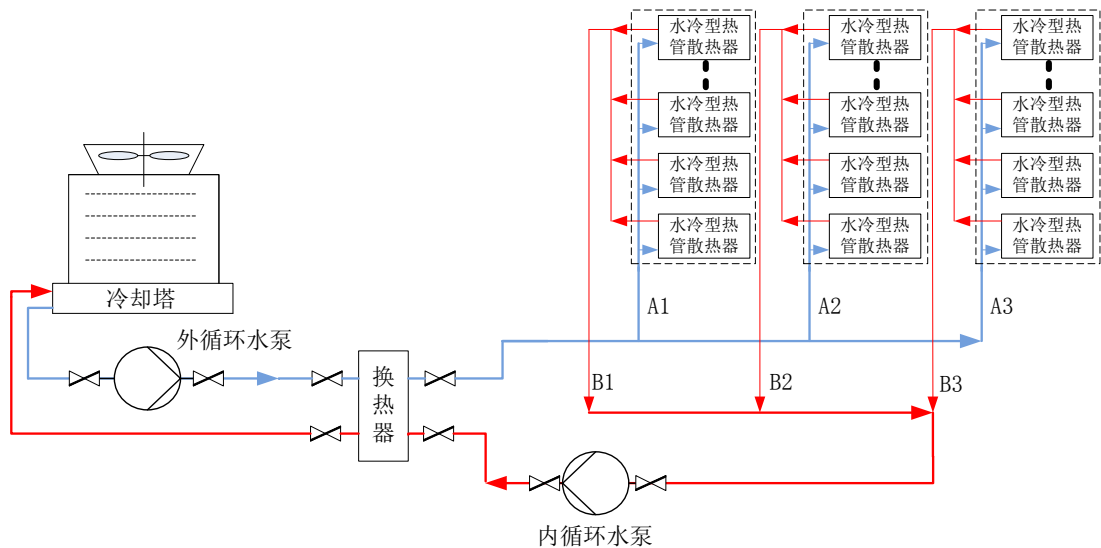 水冷型热
管散热器
水冷型热
管散热器
水冷型热
管散热器
水冷型热
管散热器
水冷型热
管散热器
水冷型热
管散热器
水冷型热
管散热器
水冷型热
管散热器
水冷型热
管散热器
水冷型热
管散热器
水冷型热
管散热器
水冷型热
管散热器
冷却塔
A1
A2
A3
外循环水泵
换
热
器
B1
B2
B3
内循环水泵